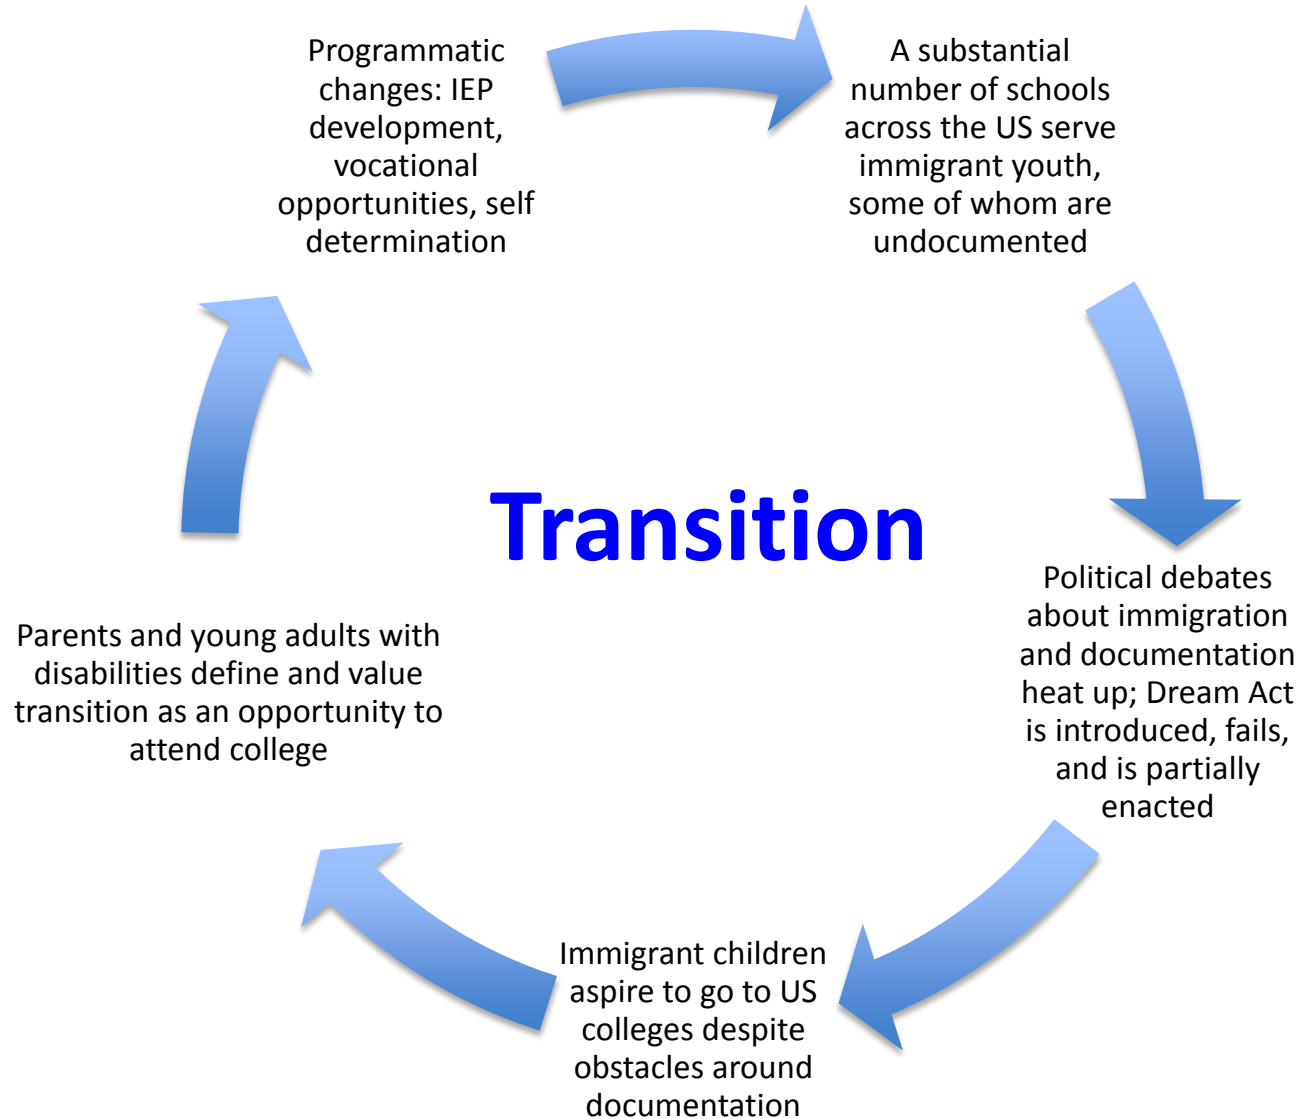 Programmatic
changes: IEP
development,
vocational
opportunities, self
determination
A substantial
number of schools
across the US serve
immigrant youth,
some of whom are
undocumented
Transition
Political debates
about immigration
and documentation
heat up; Dream Act
is introduced, fails,
and is partially
enacted
Immigrant children
aspire to go to US
colleges despite
obstacles around
documentation
Parents and young adults with
disabilities define and value
transition as an opportunity to
attend college